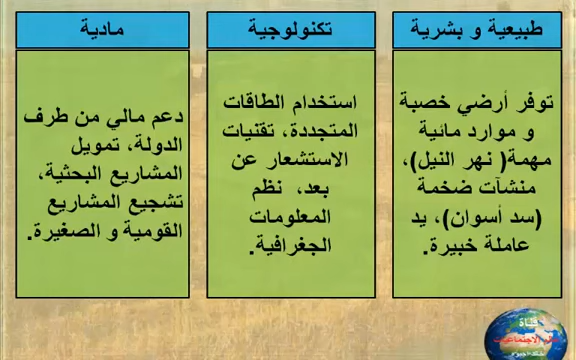 طبيعية و بشرية
توفر أرضي خصبة
و موارد مائية
مهمة( نهر النيل)،
منشآت ضخمة
(سد أسوان)، يد
عاملة خبيرة.
تكنولوجية
استخدام الطاقات
المتجددة، تقنيات
الاستشعار عن
بعد، نظم
المعلومات
الجغرافية.
مادية
دعم مالي من طرف
الدولة، تمويل
المشاريع البحثية،
تشجيع المشاريع
القومية و الصغيرة.
قناة
الاجتماعيات